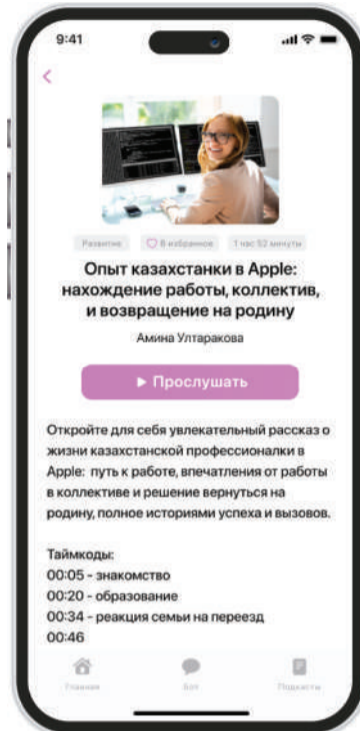 9:41
Развитие В избранное 1 час 52 минуты
Опыт казахстанки в Apple:
нахождение работы, коллектив,
и возвращение на родину
Амина Ултаракова
Прослушать
Откройте для себя увлекательный рассказ о
жизни казахстанской профессионалки в
Apple: путь к работе, впечатления от работы
в коллективе и решение вернуться на
родину, полное историями успеха и вызовов.
Таймкоды:
00:05 - знакомство
00:20 - образование
00:34 - реакция семьи на переезд
00:46
Главная Бот Подкасты